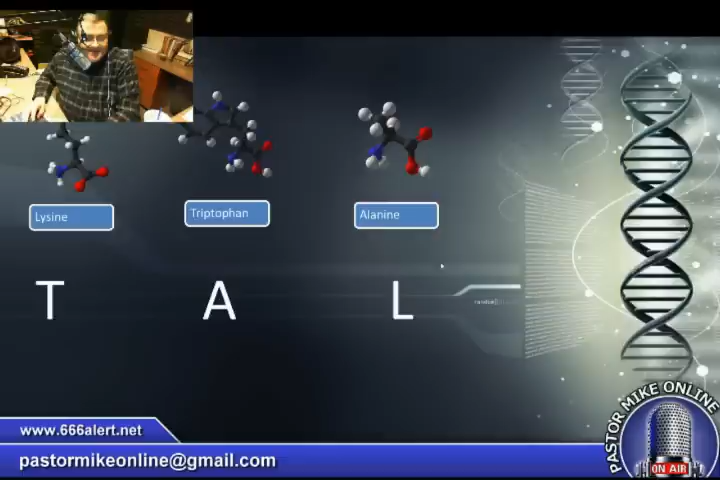 Lysine
Triptophan
Alanine
T A L
www.666alert.net
pastormikeonline@gmail.com
PASTOR MIKE ONLINE
ON AIR